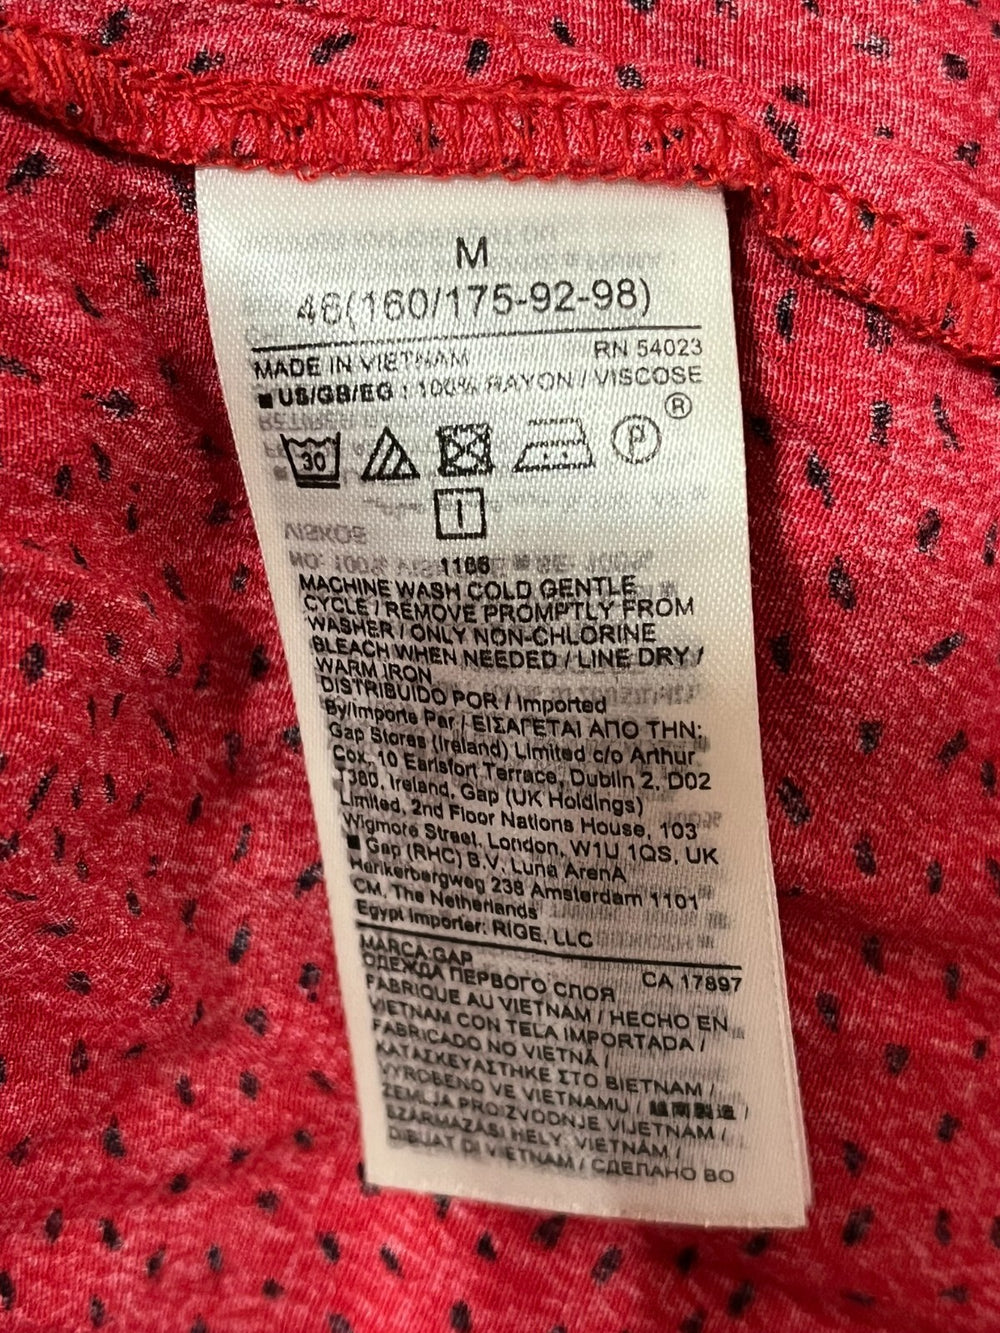 M
46(160/175-92-98)
MADE IN VIETNAM RN 54023
■ US/GB/EG : 100% RAYON / VISCOSE
®
30 P
I
1166
MACHINE WASH COLD GENTLE
CYCLE / REMOVE PROMPTLY FROM
WASHER / ONLY NON-CHLORINE
BLEACH WHEN NEEDED / LINE DRY /
WARM IRON
DISTRIBUIDO POR / Imported
By/Importe Par / ΕΙΣΑΓΕΤΑΙ ΑΠΟ ΤΗΝ:
Gap Stores (Ireland) Limited c/o Arthur
Cox, 10 Earlsfort Terrace, Dublin 2, D02
T380, Ireland, Gap (UK Holdings)
Limited, 2nd Floor Nations House, 103
Wigmore Street, London, W1U 1QS, UK
■ Gap (RHC) B.V, Luna ArenA
Herikerbergweg 238 Amsterdam 1101
CM, The Netherlands
Egypt Importer: RIGE, LLC
MARCA:GAP
ОДЕЖДА ПЕРВОГО СЛОЯ CA 17897
FABRIQUE AU VIETNAM / HECHO EN
VIETNAM CON TELA IMPORTADA /
FABRICADO NO VIETNÃ /
ΚΑΤΑΣΚΕΥΑΣΤΗΚΕ ΣΤΟ ΒΙΕΤΝΑΜ /
VYROBENO VE VIETNAMU / 越南製造 /
ZEMLJA PROIZVODNJE VIJETNAM /
SZÁRMAZÁSI HELY: VIETNÁM /
DIBUAT DI VIETNAM / СДЕЛАНО ВО